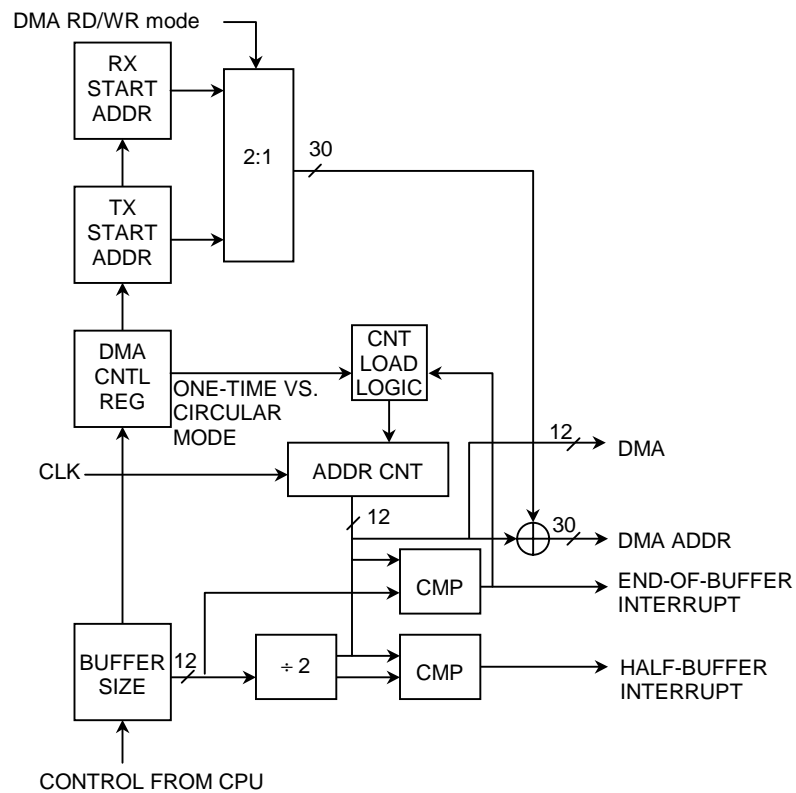 DMA RD/WR mode
RX
START
ADDR
2:1
30
TX
START
ADDR
DMA
CNTL
REG
ONE-TIME VS.
CIRCULAR
MODE
CNT
LOAD
LOGIC
CLK
ADDR CNT
12
DMA
12
30
DMA ADDR
CMP
END-OF-BUFFER
INTERRUPT
BUFFER
SIZE
12
÷ 2
CMP
HALF-BUFFER
INTERRUPT
CONTROL FROM CPU